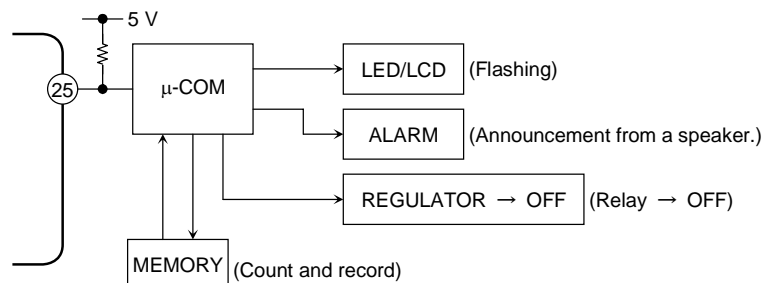 5 V
25
μ-COM
LED/LCD (Flashing)
ALARM (Announcement from a speaker.)
REGULATOR → OFF (Relay → OFF)
MEMORY (Count and record)